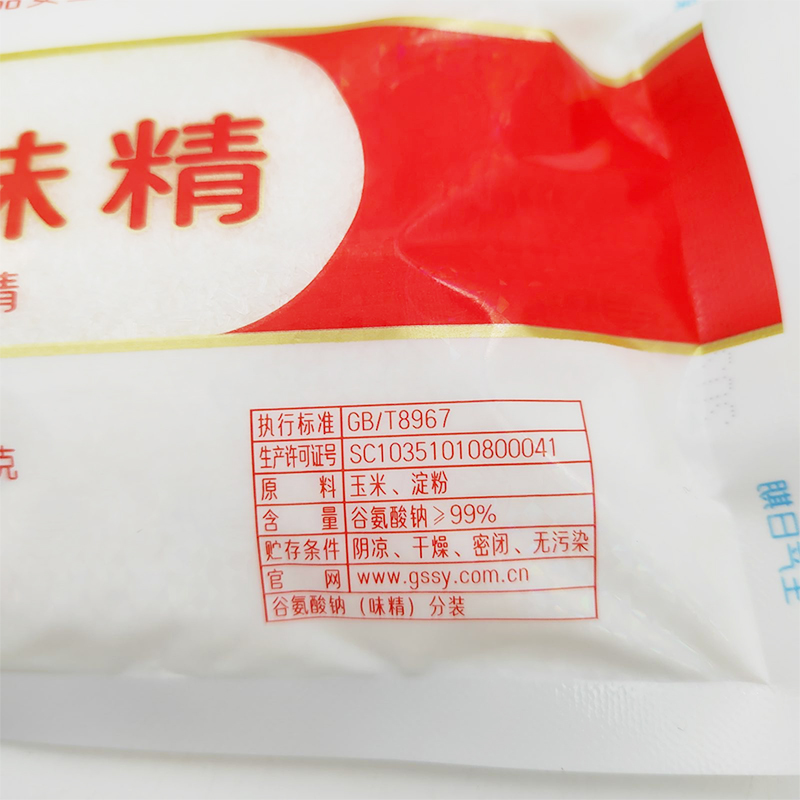 味精
精
克
执行标准 GB/T8967
生产许可证号 SC10351010800041
原 料 玉米、淀粉
含 量 谷氨酸钠≥99%
贮存条件 阴凉、干燥、密闭、无污染
官 网 www.gssy.com.cn
谷氨酸钠（味精）分装